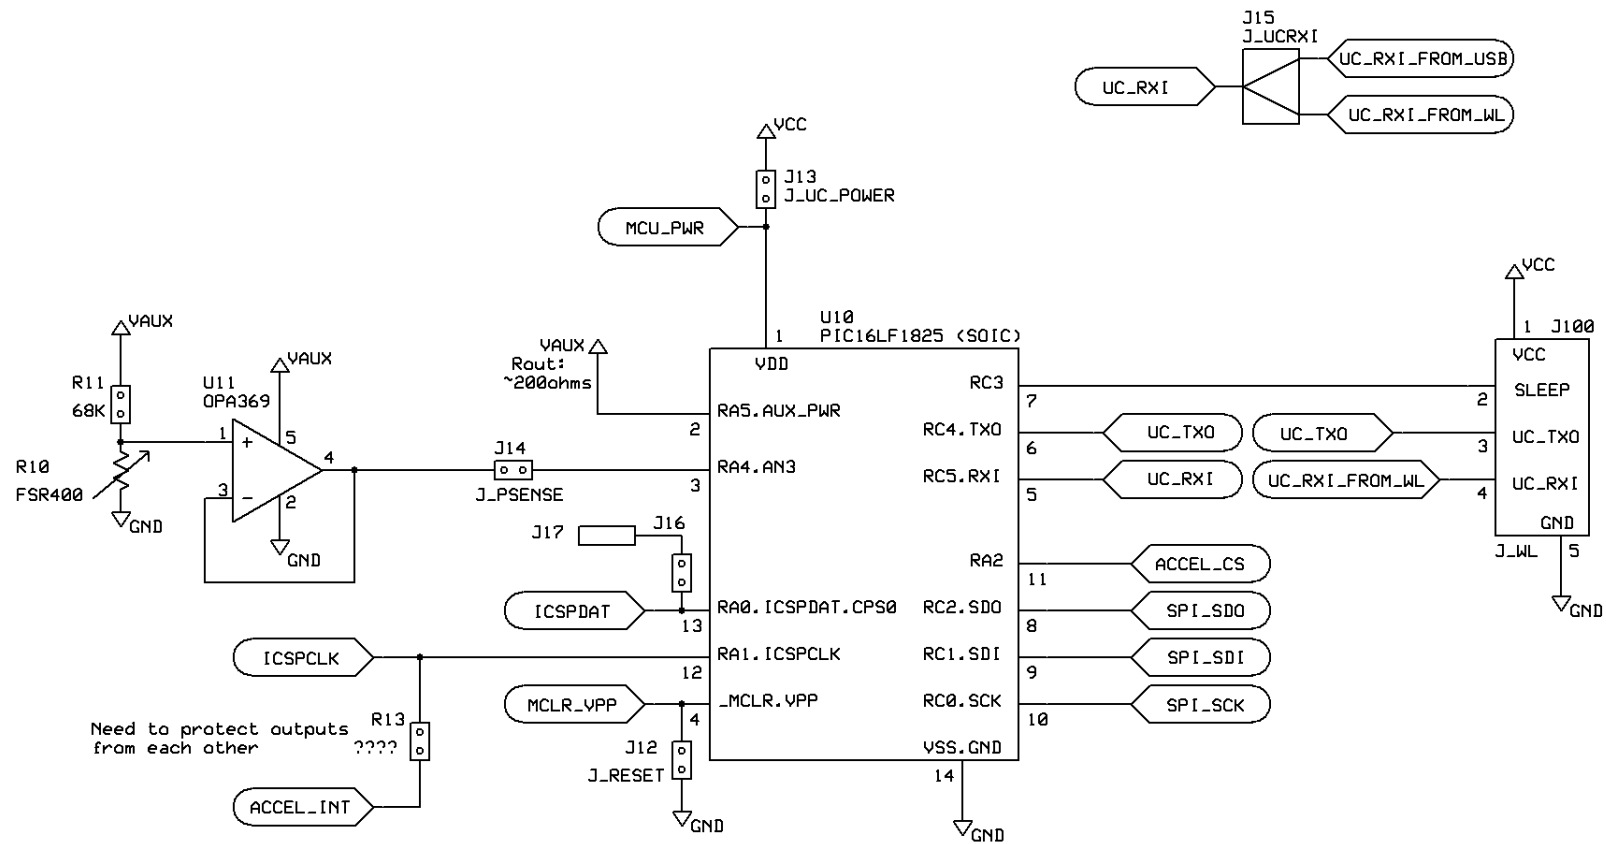 J15
J_UCRXI
UC_RXI
UC_RXI_FROM_USB
UC_RXI_FROM_WL
VCC
J13
J_UC_POWER
MCU_PWR
VCC
1
J100
VCC
SLEEP
2
UC_TXO
3
UC_RXI
4
GND
J_WL
5
GND
U10
PIC16LF1825 (SOIC)
1
VDD
VAUX
Rout:
~200ohms
RA5.AUX_PWR
2
RC3
7
RC4.TXO
6
UC_TXO
UC_TXO
RA4.AN3
3
RC5.RXI
5
UC_RXI
UC_RXI_FROM_WL
VAUX
R11
68K
R10
FSR400
GND
U11
OPA369
VAUX
1
+
5
4
3
-
2
GND
J14
J_PSENSE
J17
J16
ICSPDAT
RA0.ICSPDAT.CPS0
13
RA2
11
ACCEL_CS
RC2.SDO
8
SPI_SDO
ICSPCLK
RA1.ICSPCLK
12
RC1.SDI
9
SPI_SDI
MCLR_VPP
_MCLR.VPP
4
RC0.SCK
10
SPI_SCK
VSS.GND
14
GND
Need to protect outputs
from each other
R13
????
ACCEL_INT
J12
J_RESET
GND